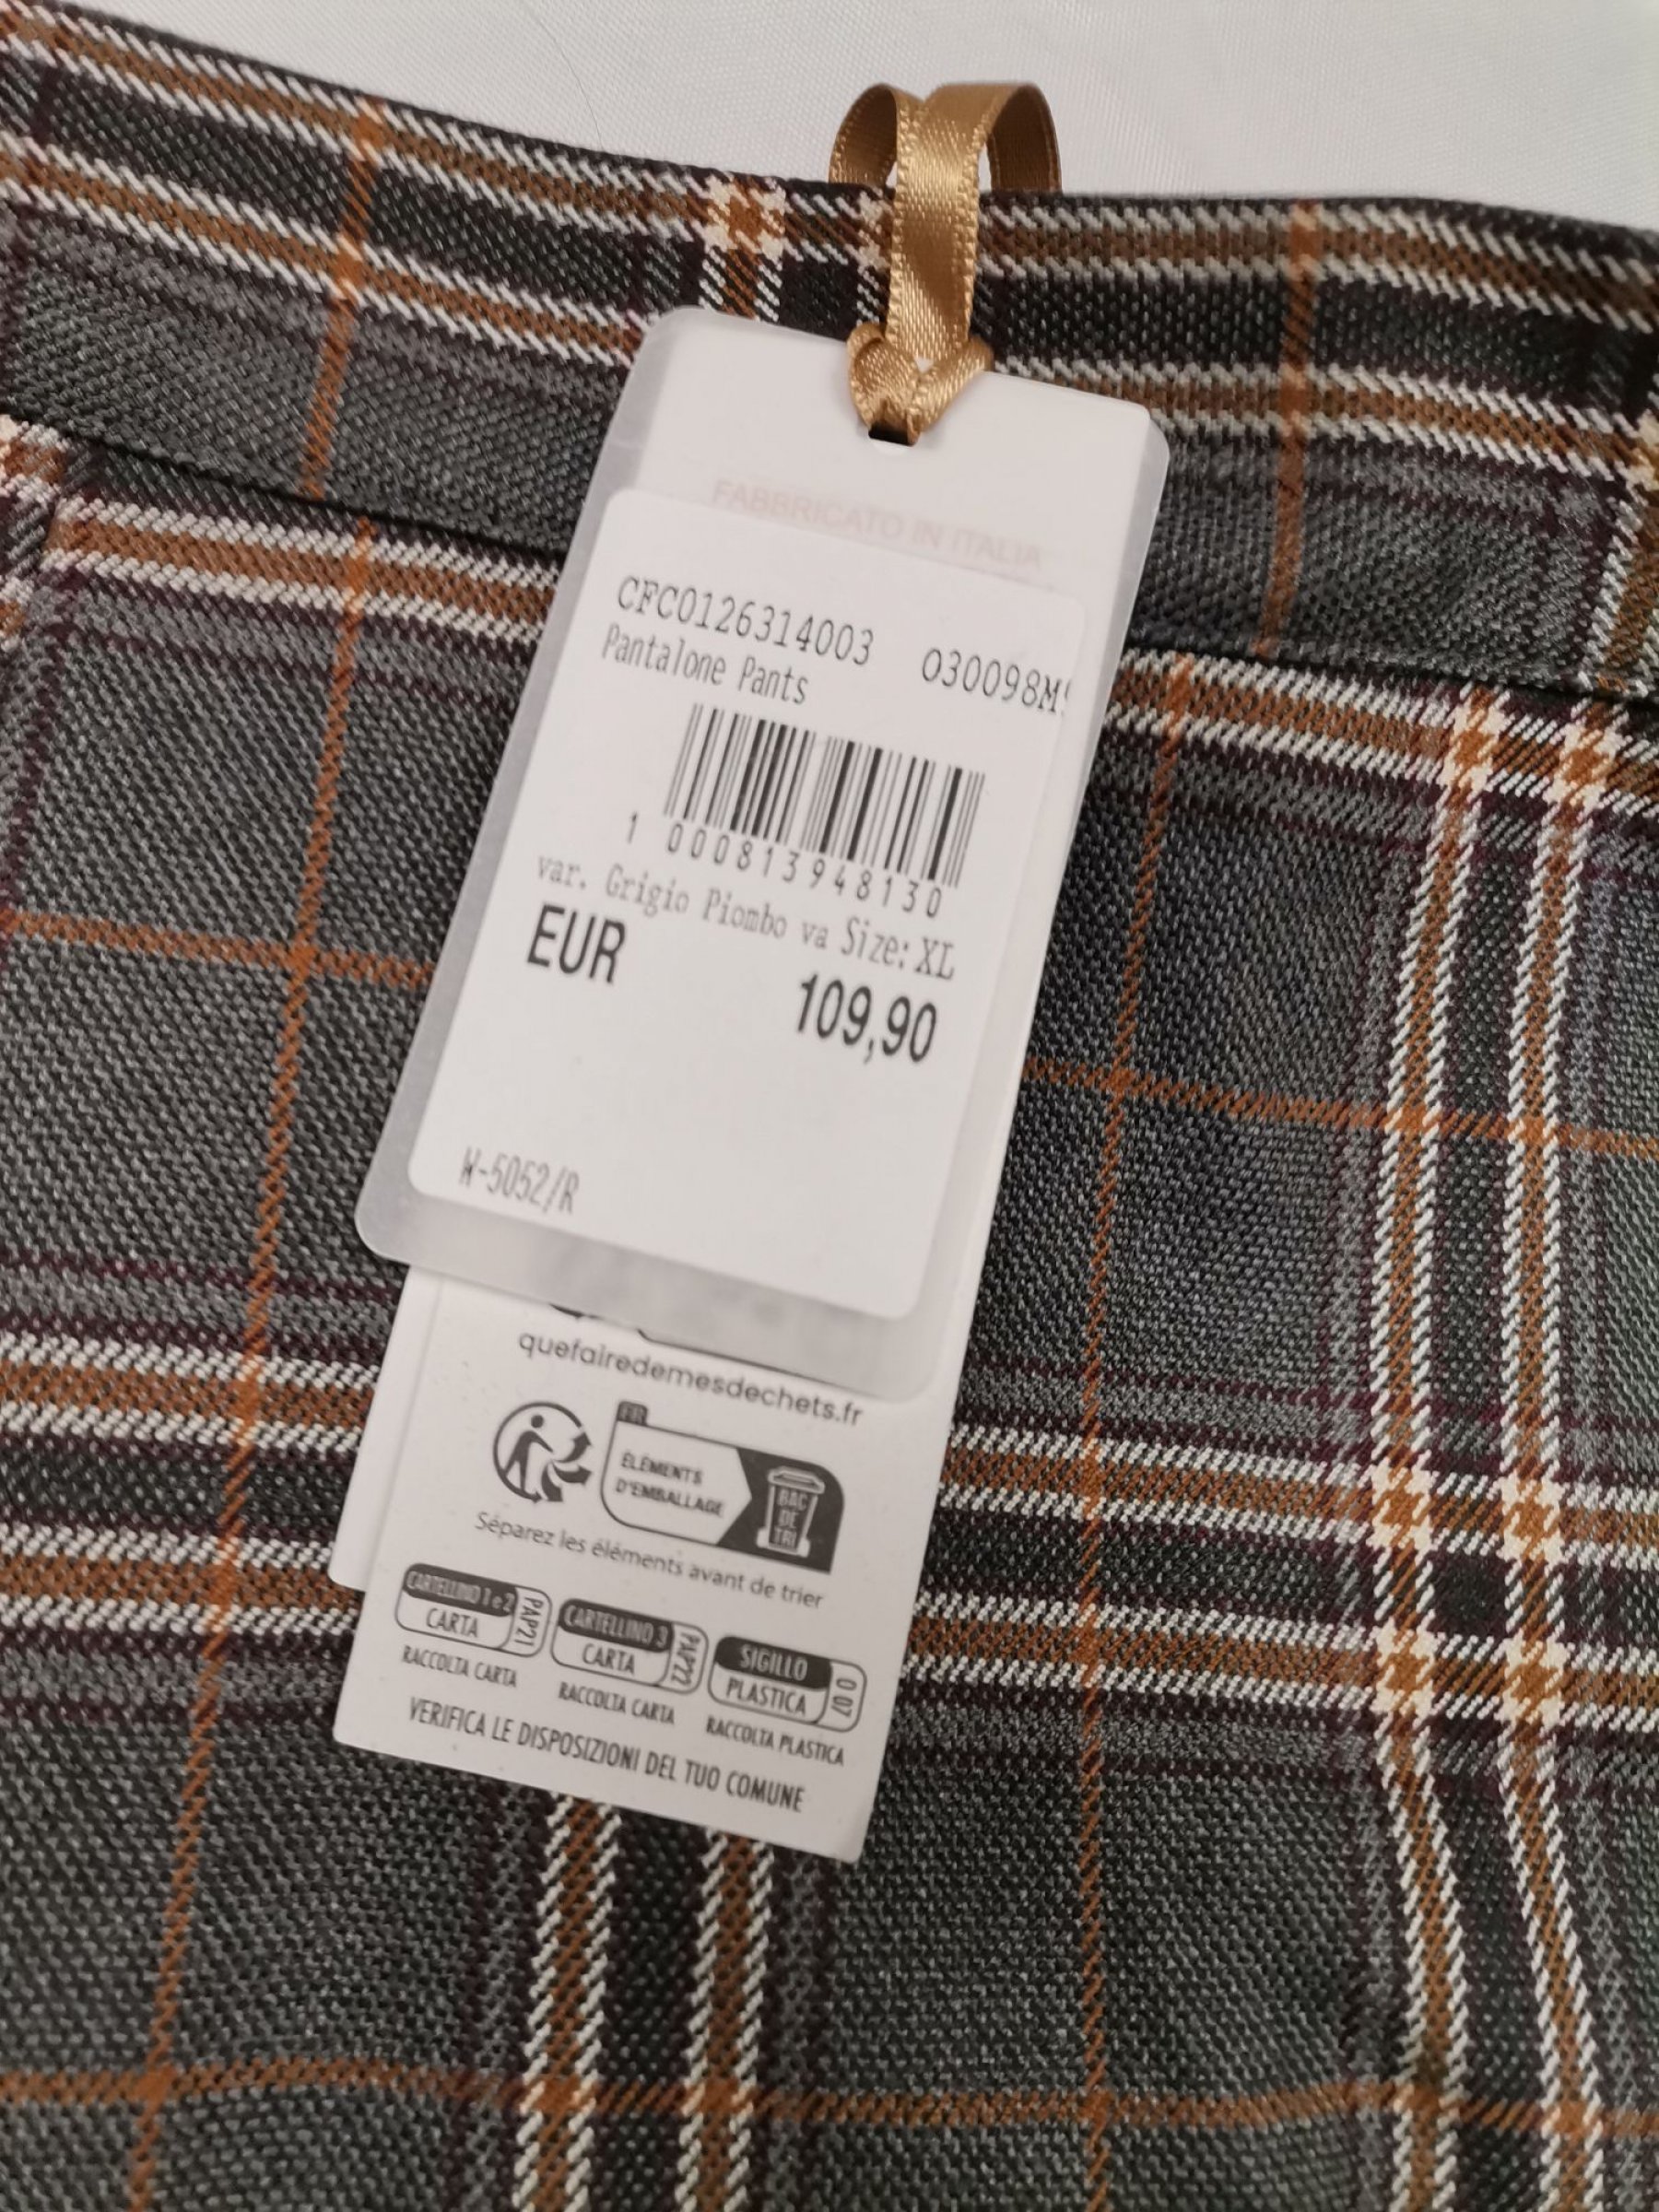 FABBRICATO IN ITALIA
CFC0126314003 030098M
Pantalone Pants
1 000813948130
var. Grigio Piombo va Size: XL
EUR 109,90
W-5052/R
quefairedemesdechets.fr
FR
ÉLÉMENTS
D'EMBALLAGE
BAC
DE
TRI
Séparez les éléments avant de trier
CARTELLINO 1 e 2 CARTA PAP21
RACCOLTA CARTA
CARTELLINO 3 CARTA PAP22
RACCOLTA CARTA
SIGILLO PLASTICA 0 07
RACCOLTA PLASTICA
VERIFICA LE DISPOSIZIONI DEL TUO COMUNE